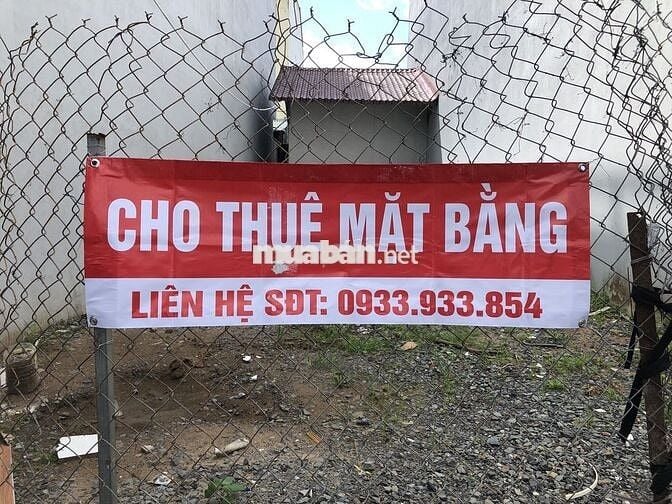 CHO THUÊ MẶT BẰNG
muaban.net
LIÊN HỆ SĐT: 0933.933.854